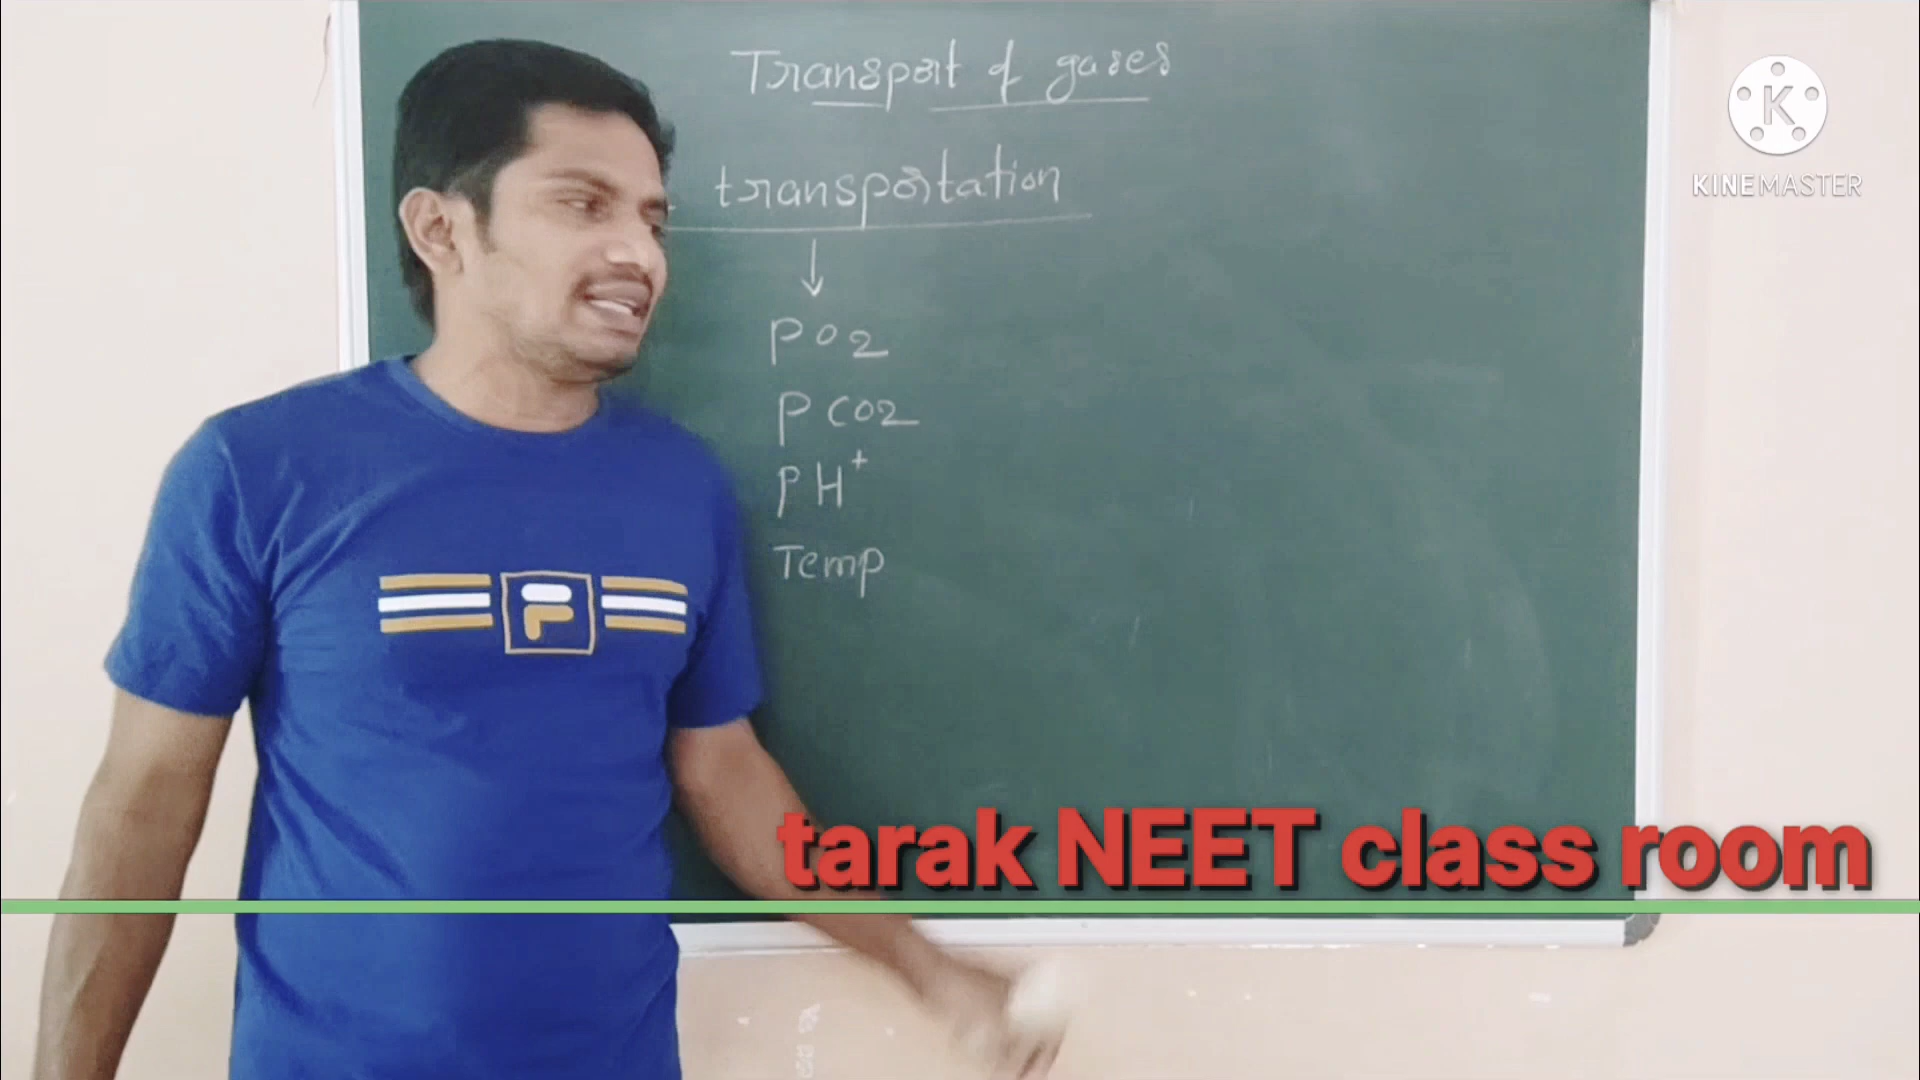 Transport of gases
K
KINEMASTER
transportation
PO2
PCO2
PH+
Temp
F
tarak NEET class room